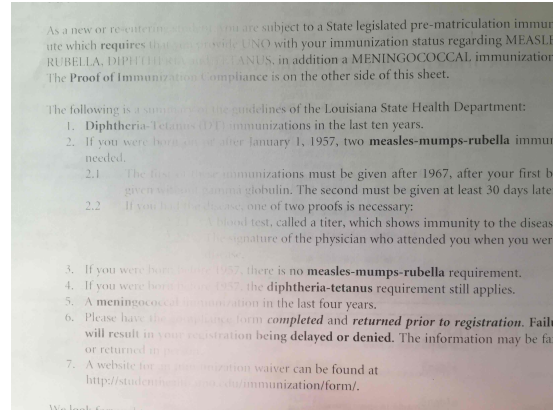 As a new or re-entering student, you are subject to a State legislated pre-matriculation immun
ute which requires that you provide UNO with your immunization status regarding MEASLE
RUBELLA, DIPHTHERIA and TETANUS, in addition a MENINGOCOCCAL immunization
The Proof of Immunization Compliance is on the other side of this sheet.
The following is a summary of the guidelines of the Louisiana State Health Department:
1. Diphtheria-Tetanus (DT) immunizations in the last ten years.
2. If you were born on or after January 1, 1957, two measles-mumps-rubella immun
needed.
2.1 The first of these immunizations must be given after 1967, after your first b
given without gamma globulin. The second must be given at least 30 days late
2.2 If you had the disease, one of two proofs is necessary:
blood test, called a titer, which shows immunity to the diseas
signature of the physician who attended you when you wer
3. If you were born before 1957, there is no measles-mumps-rubella requirement.
4. If you were born before 1957, the diphtheria-tetanus requirement still applies.
5. A meningococcal immunization in the last four years.
6. Please have the compliance form completed and returned prior to registration. Failu
will result in your registration being delayed or denied. The information may be fa
or returned in
7. A website for an immunization waiver can be found at
immunization/form/.
We look